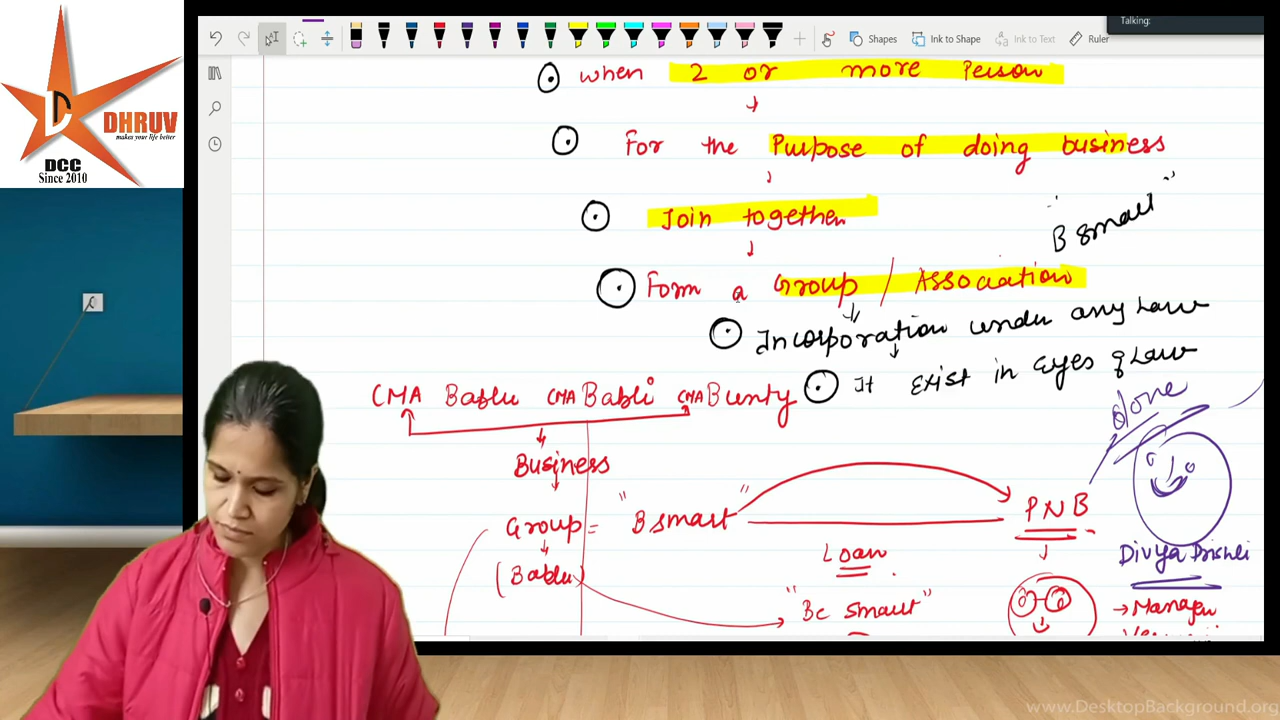 Talking:
Shapes
Ink to Shape
Ink to Text
Ruler
D
DHRUV
makes your life better
DCC
Since 2010
when 2 or more Person
For the Purpose of doing business
Join together
B smart"
Form a Group / Association
Incorporation under any Law
It Exist in Eyes of Law
CMA Bablu CMA Babli CMA Bunty
done
Business
Group = "B smart" PNB
Loan
Divya Drishti
(Bablu)
"Be smart"
→ Manager
www.DesktopBackground.org